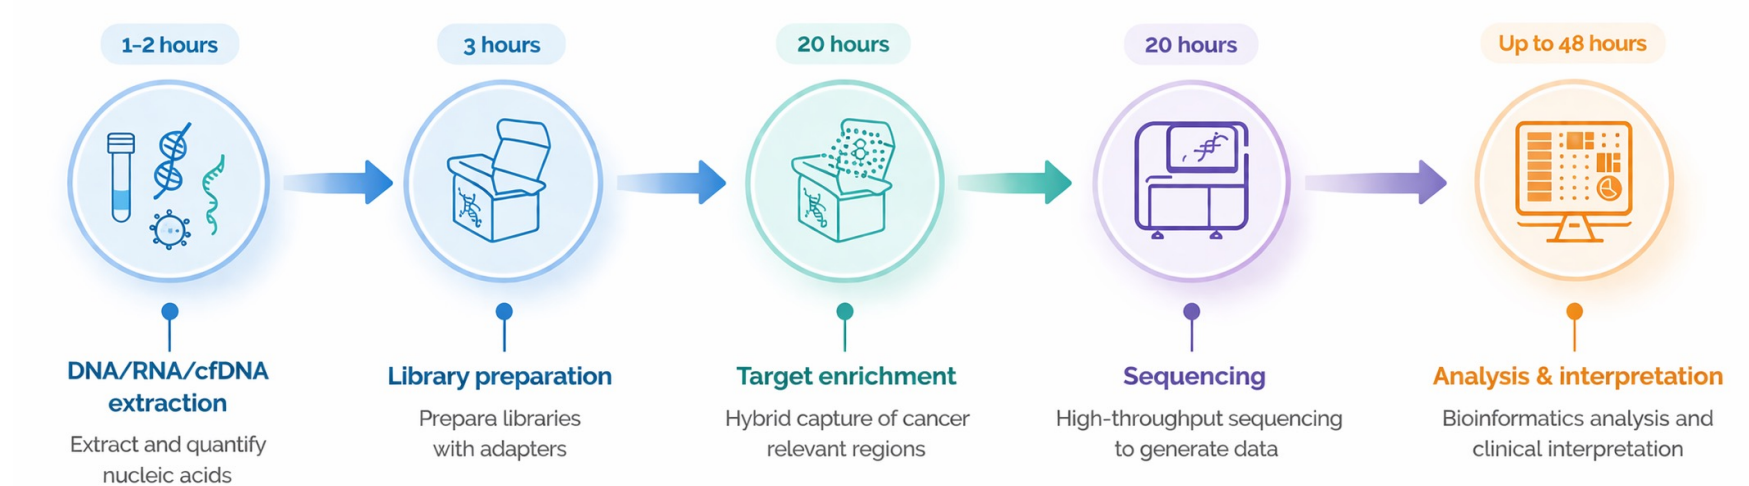 1–2 hours
3 hours
20 hours
20 hours
Up to 48 hours
DNA/RNA/cfDNA
extraction
Extract and quantify
nucleic acids
Library preparation
Prepare libraries
with adapters
Target enrichment
Hybrid capture of cancer
relevant regions
Sequencing
High-throughput sequencing
to generate data
Analysis & interpretation
Bioinformatics analysis and
clinical interpretation